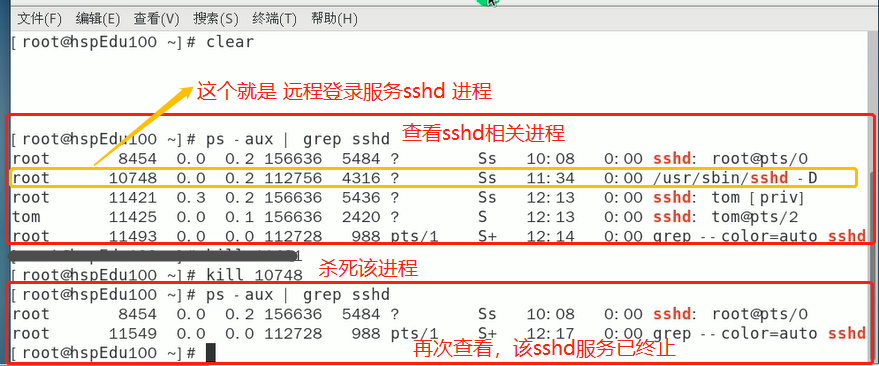 文件(F) 编辑(E) 查看(V) 搜索(S) 终端(T) 帮助(H)
[root@hspEdu100 ~]# clear
这个就是 远程登录服务sshd 进程
[root@hspEdu100 ~]# ps -aux | grep sshd
查看sshd相关进程
root 8454 0.0 0.2 156636 5484 ? Ss 10:08 0:00 sshd: root@pts/0
root 10748 0.0 0.2 112756 4316 ? Ss 11:34 0:00 /usr/sbin/sshd -D
root 11421 0.3 0.2 156636 5436 ? Ss 12:13 0:00 sshd: tom [priv]
tom 11425 0.0 0.1 156636 2420 ? S 12:13 0:00 sshd: tom@pts/2
root 11493 0.0 0.0 112728 988 pts/1 S+ 12:14 0:00 grep --color=auto sshd
[root@hspEdu100 ~]# kill 10748
杀死该进程
[root@hspEdu100 ~]# ps -aux | grep sshd
root 8454 0.0 0.2 156636 5484 ? Ss 10:08 0:00 sshd: root@pts/0
root 11549 0.0 0.0 112728 988 pts/1 S+ 12:17 0:00 grep --color=auto sshd
[root@hspEdu100 ~]#
再次查看，该sshd服务已终止